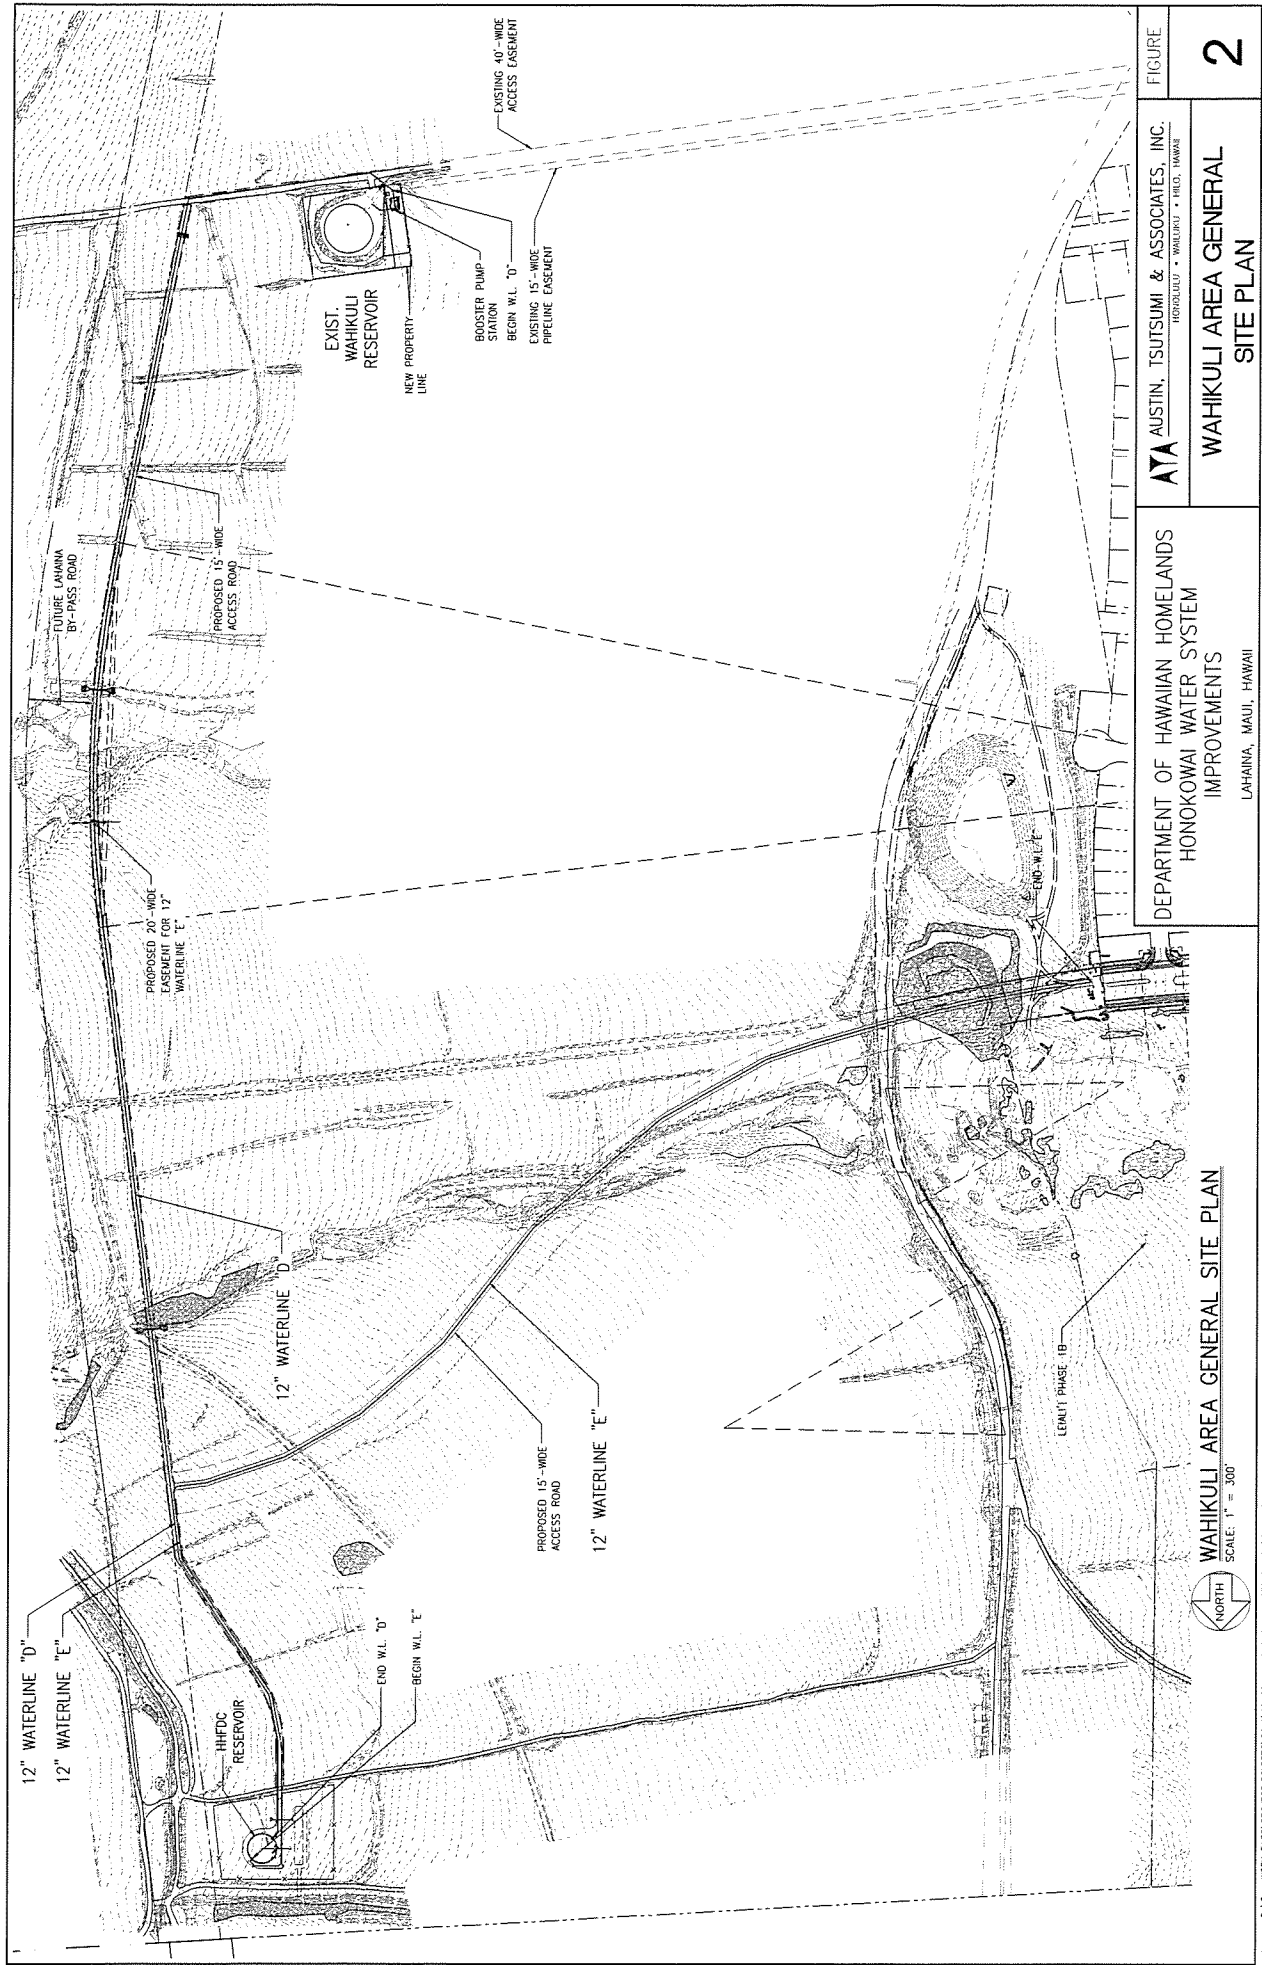 12" WATERLINE "D"
12" WATERLINE "E"
HHFDC
RESERVOIR
END W.L. "D"
BEGIN W.L. "E"
12" WATERLINE "D"
PROPOSED 15'-WIDE
ACCESS ROAD
12" WATERLINE "E"
PROPOSED 20'-WIDE
EASEMENT FOR 12"
WATERLINE "E"
FUTURE LAHAINA
BY-PASS ROAD
PROPOSED 15'-WIDE
ACCESS ROAD
EXIST.
WAHIKULI
RESERVOIR
NEW PROPERTY
LINE
BOOSTER PUMP
STATION
BEGIN W.L. "D"
EXISTING 15'-WIDE
PIPELINE EASEMENT
EXISTING 40'-WIDE
ACCESS EASEMENT
LEIALI'I PHASE 1B
END W.L. "E"
NORTH
WAHIKULI AREA GENERAL SITE PLAN
SCALE: 1" = 300'
DEPARTMENT OF HAWAIIAN HOMELANDS
HONOKOWAI WATER SYSTEM
IMPROVEMENTS
LAHAINA, MAUI, HAWAII
ATA AUSTIN, TSUTSUMI & ASSOCIATES, INC.
HONOLULU • WAILUKU • HILO, HAWAII
WAHIKULI AREA GENERAL
SITE PLAN
FIGURE
2